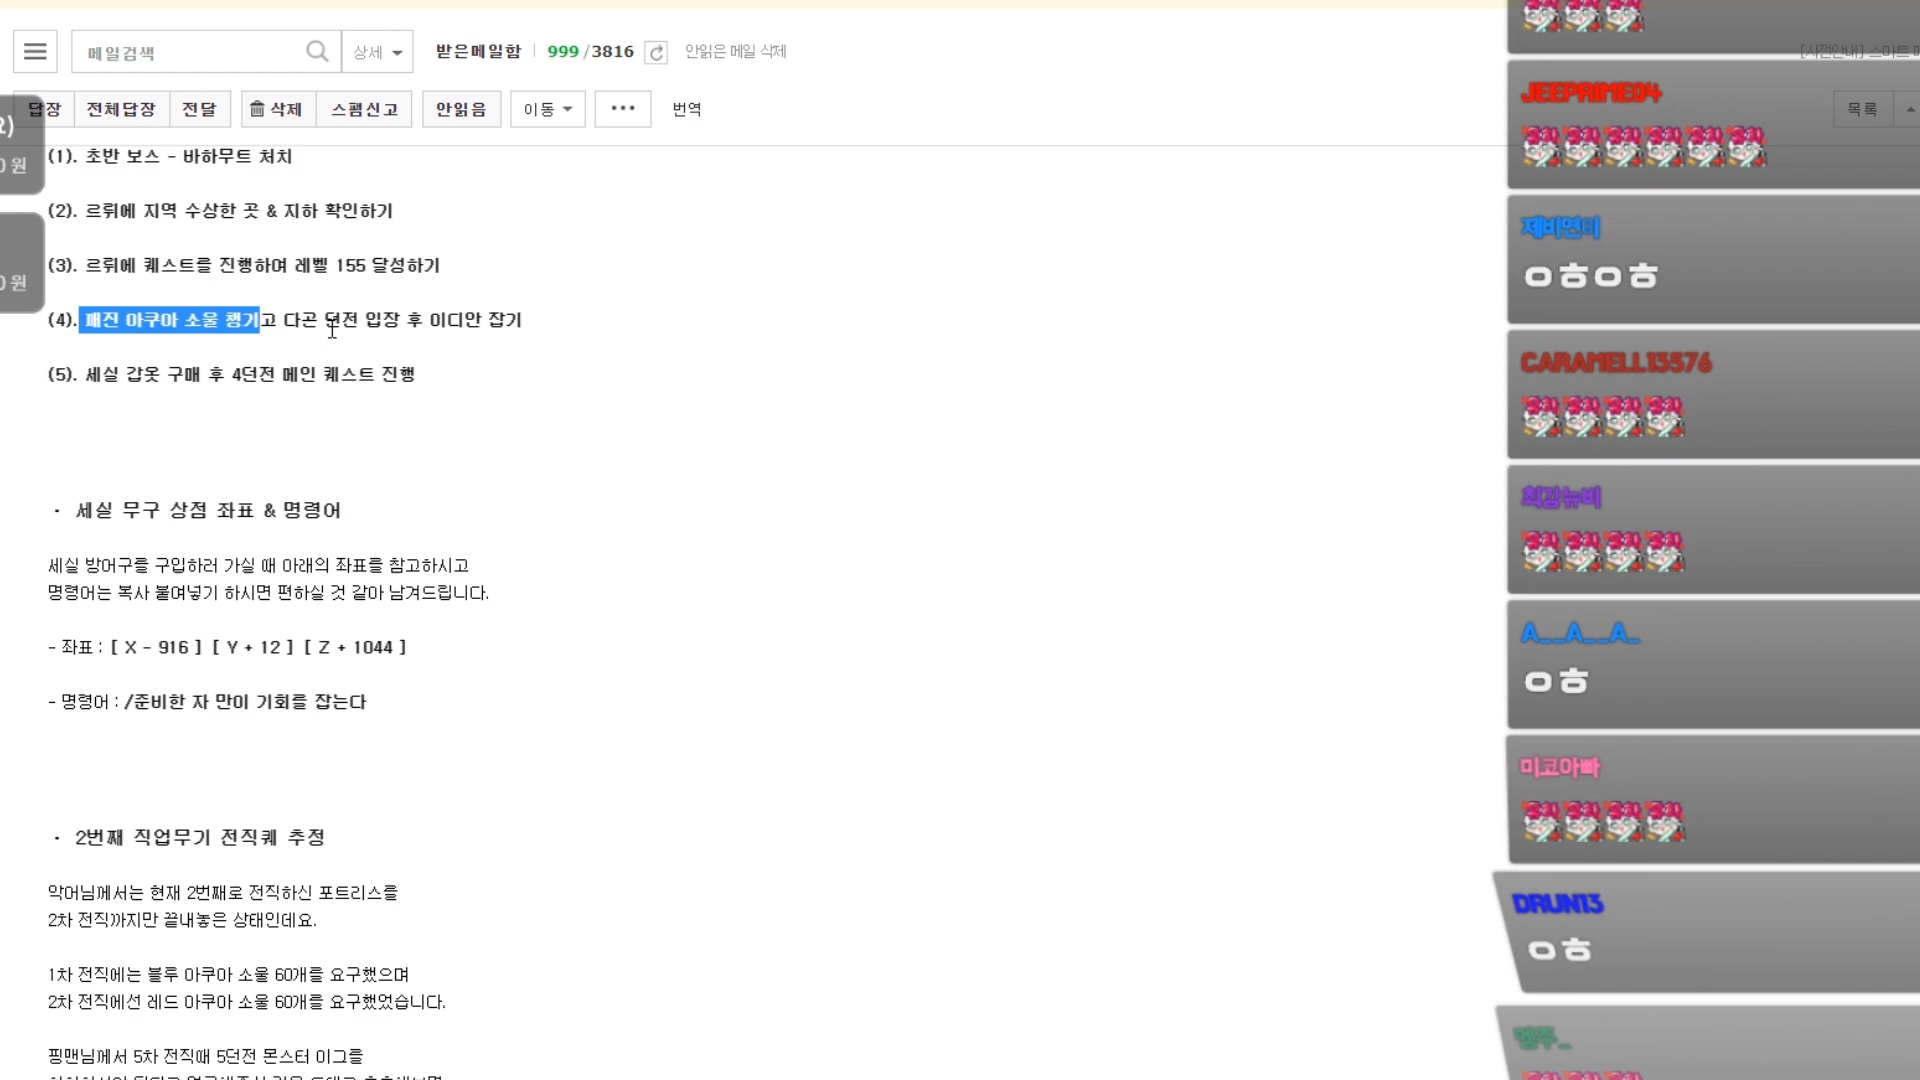 메일검색
상세
받은메일함
999/3816
안읽은 메일 삭제
답장
전체답장
전달
삭제
스팸신고
안읽음
이동
번역
목록
[사전안내] 스마트
0원
0원
(1). 초반 보스 - 바하무트 처치
(2). 르뤼에 지역 수상한 곳 & 지하 확인하기
(3). 르뤼에 퀘스트를 진행하며 레벨 155 달성하기
(4). 패진 아쿠아 소울 챙기고 다곤 던전 입장 후 이디안 잡기
(5). 세실 갑옷 구매 후 4던전 메인 퀘스트 진행
· 세실 무구 상점 좌표 & 명령어
세실 방어구를 구입하러 가실 때 아래의 좌표를 참고하시고
명령어는 복사 붙여넣기 하시면 편하실 것 같아 남겨드립니다.
- 좌표 : [ X - 916 ] [ Y + 12 ] [ Z + 1044 ]
- 명령어 : /준비한 자 만이 기회를 잡는다
· 2번째 직업무기 전직퀘 추정
악어님께서는 현재 2번째로 전직하신 포트리스를
2차 전직까지만 끝내놓은 상태인데요.
1차 전직에는 블루 아쿠아 소울 60개를 요구했으며
2차 전직에선 레드 아쿠아 소울 60개를 요구했었습니다.
핑맨님께서 5차 전직때 5던전 몬스터 이그를
JEEPRIME04
제비연비
ㅇㅎㅇㅎ
CARAMELL13576
최강뉴비
A__A__A_
ㅇㅎ
미코아빠
DRUN13
ㅇㅎ